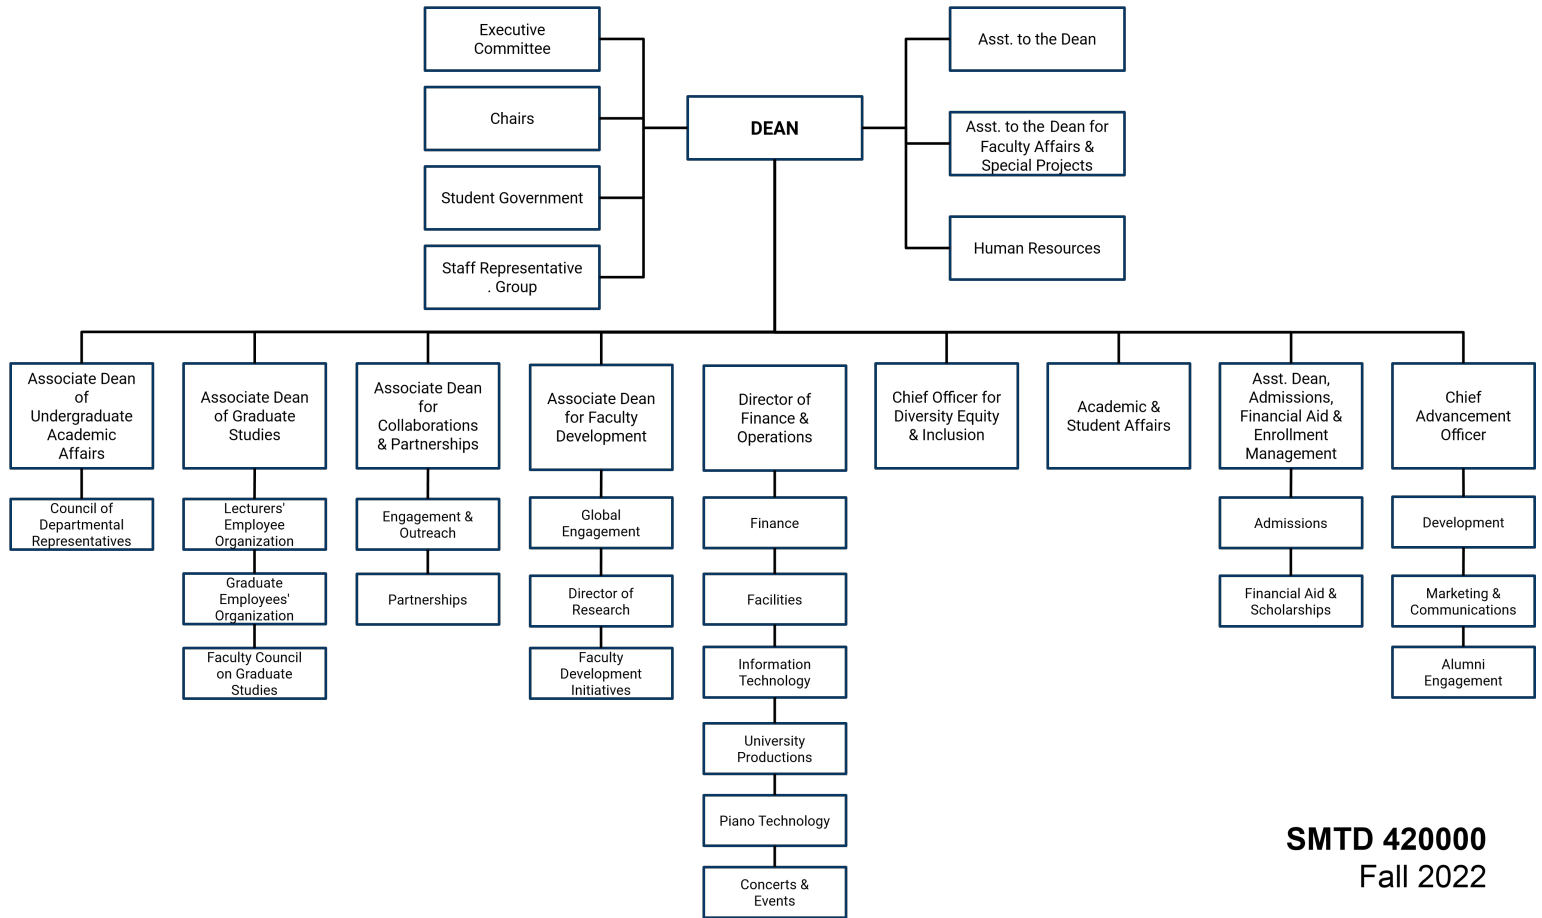 Executive
Committee
Asst. to the Dean
Chairs
DEAN
Asst. to the Dean for
Faculty Affairs &
Special Projects
Student Government
Human Resources
Staff Representative
. Group
Associate Dean
of
Undergraduate
Academic
Affairs
Associate Dean
of Graduate
Studies
Associate Dean
for
Collaborations
& Partnerships
Associate Dean
for Faculty
Development
Director of
Finance &
Operations
Chief Officer for
Diversity Equity
& Inclusion
Academic &
Student Affairs
Asst. Dean,
Admissions,
Financial Aid &
Enrollment
Management
Chief
Advancement
Officer
Council of
Departmental
Representatives
Lecturers'
Employee
Organization
Engagement &
Outreach
Global
Engagement
Finance
Admissions
Development
Graduate
Employees'
Organization
Partnerships
Director of
Research
Facilities
Financial Aid &
Scholarships
Marketing &
Communications
Faculty Council
on Graduate
Studies
Faculty
Development
Initiatives
Information
Technology
Alumni
Engagement
University
Productions
Piano Technology
Concerts &
Events
SMTD 420000
Fall 2022